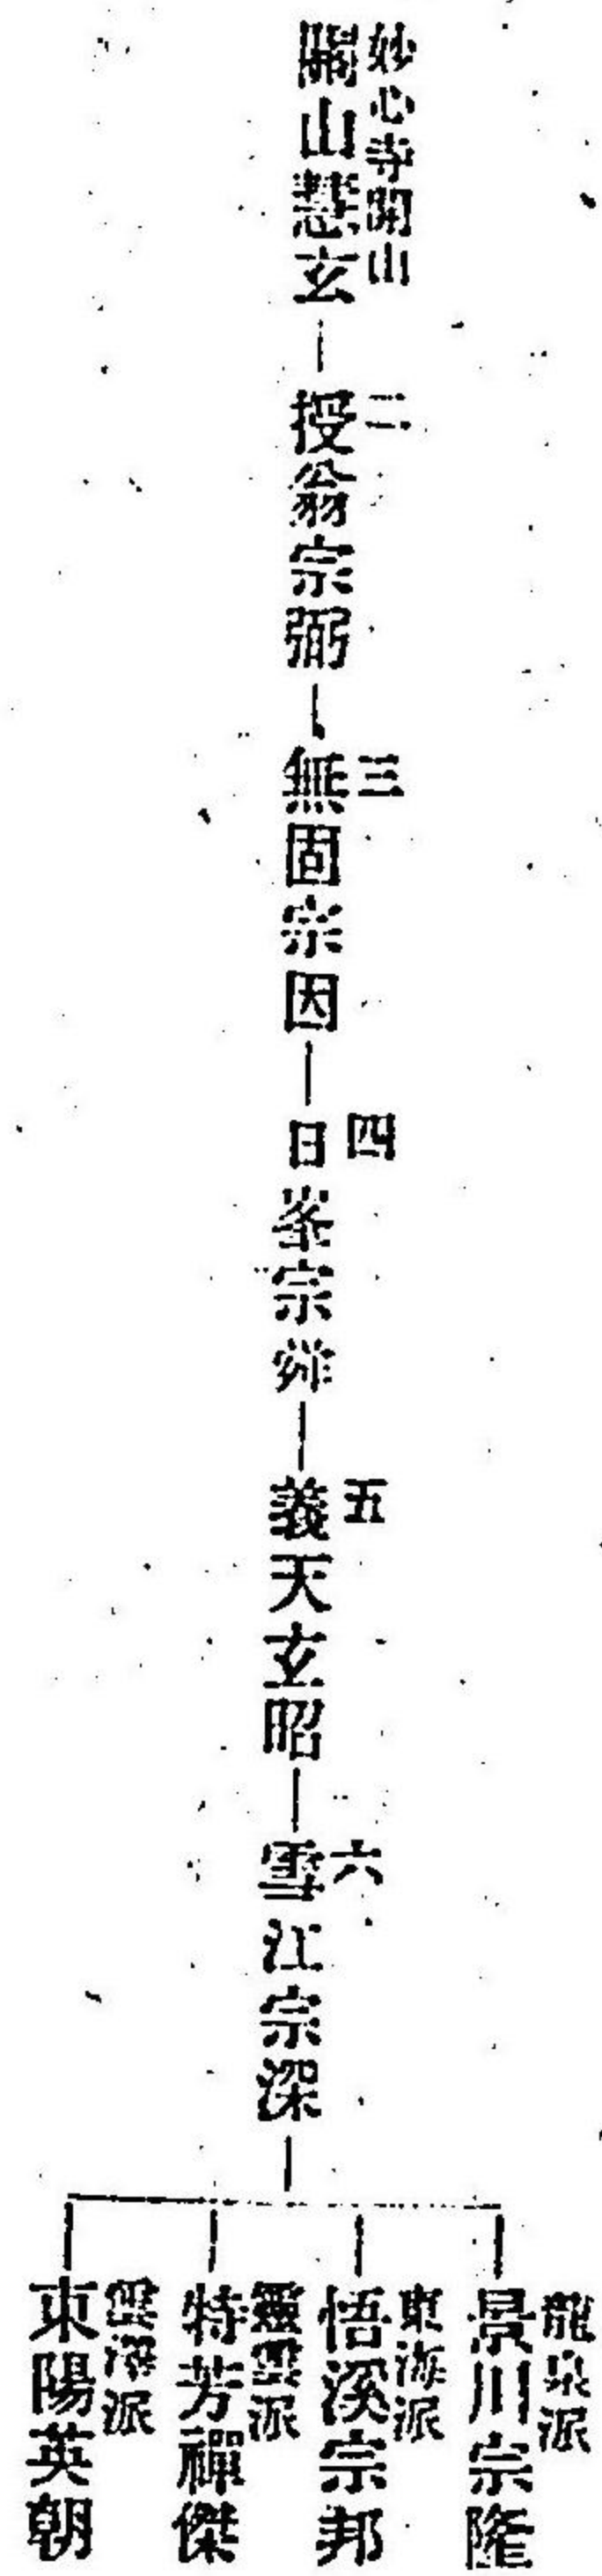 妙心寺開山
關山慧玄
二
授翁宗弼
三
無因宗因
四
日峯宗舜
五
義天玄昭
六
雪江宗深
龍泉派
景川宗隆
東海派
悟溪宗邦
靈雲派
特芳禪傑
聖澤派
東陽英朝